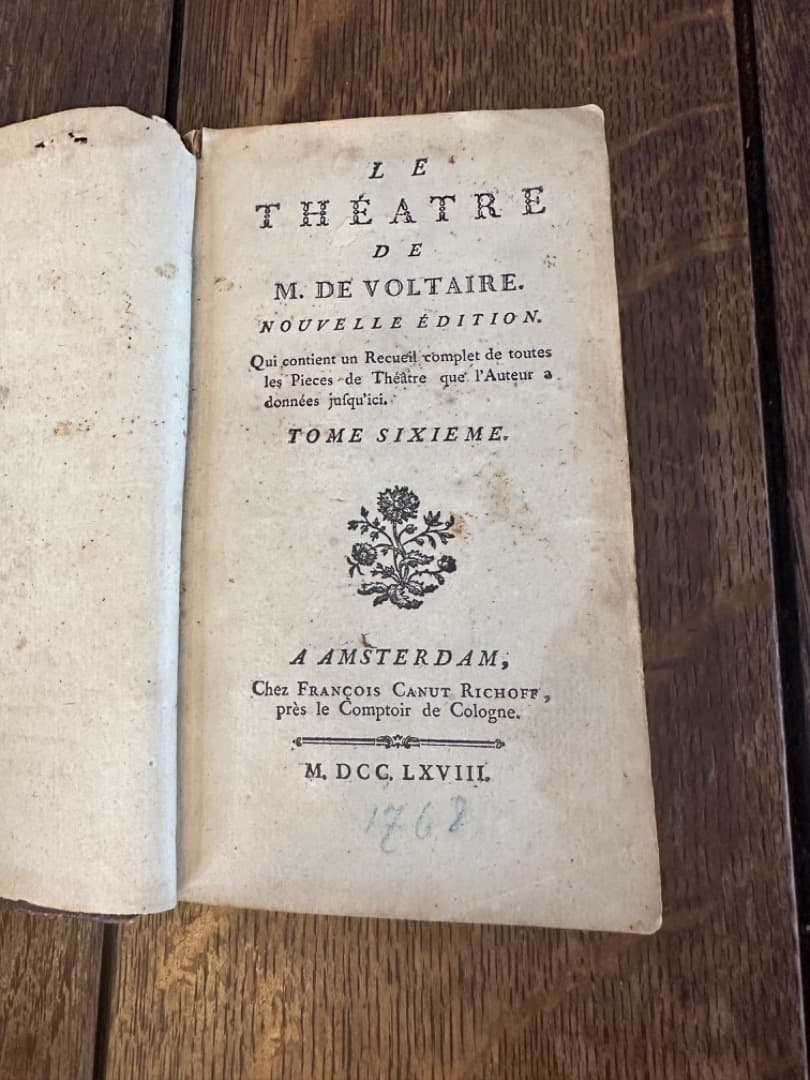 LE
THÉATRE
DE
M. DE VOLTAIRE.
NOUVELLE ÉDITION.
Qui contient un Recueil complet de toutes
les Pieces de Théâtre que l'Auteur a
données juſqu'ici.
TOME SIXIEME.
A AMSTERDAM,
Chez FRANÇOIS CANUT RICHOFF,
près le Comptoir de Cologne.
M. DCC. LXVIII.
1768